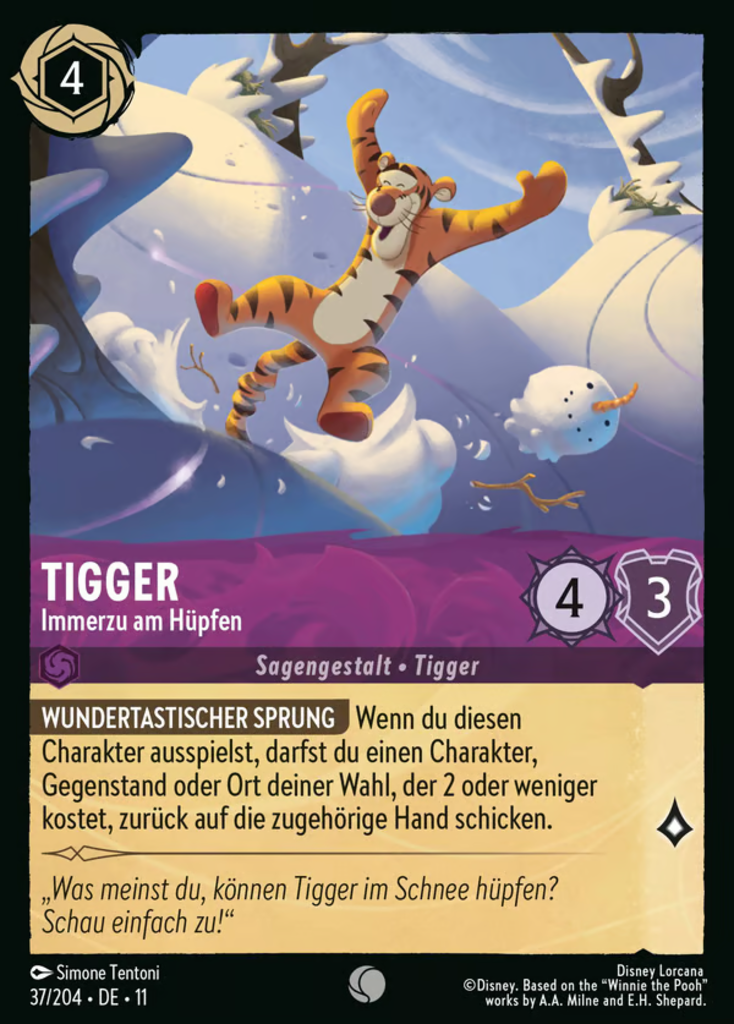 4
TIGGER
Immerzu am Hüpfen
4
3
Sagengestalt • Tigger
WUNDERTASTISCHER SPRUNG Wenn du diesen
Charakter ausspielst, darfst du einen Charakter,
Gegenstand oder Ort deiner Wahl, der 2 oder weniger
kostet, zurück auf die zugehörige Hand schicken.
„Was meinst du, können Tigger im Schnee hüpfen?
Schau einfach zu!“
Simone Tentoni
37/204 • DE • 11
Disney Lorcana
©Disney. Based on the “Winnie the Pooh”
works by A.A. Milne and E.H. Shepard.